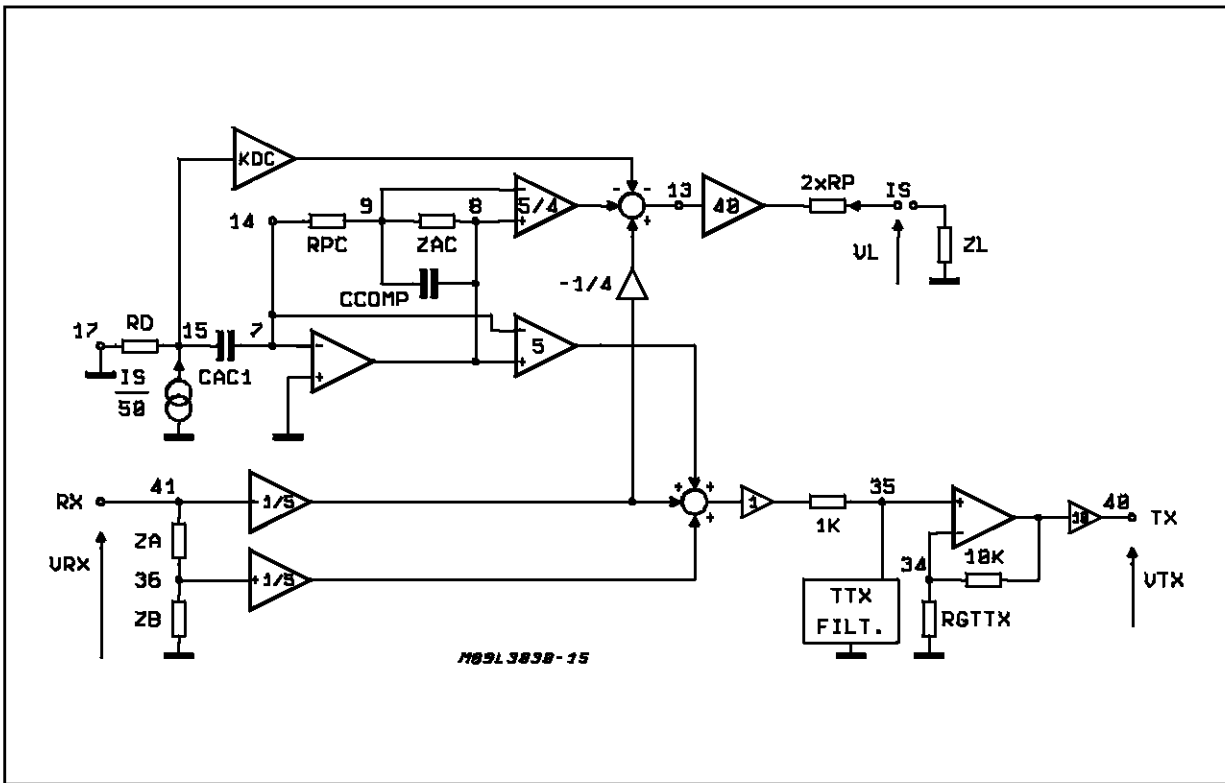 KDC
14
9
8
5/4
13
40
2xRP
IS
RPC
ZAC
VL
ZL
CCOMP
-1/4
17
RD
15
7
5
IS
50
CAC1
RX
41
1/5
1
35
40
1K
10
TX
ZA
VRX
36
1/5
34
10K
VTX
ZB
TTX
FILT.
RGTTX
M89L3038-15